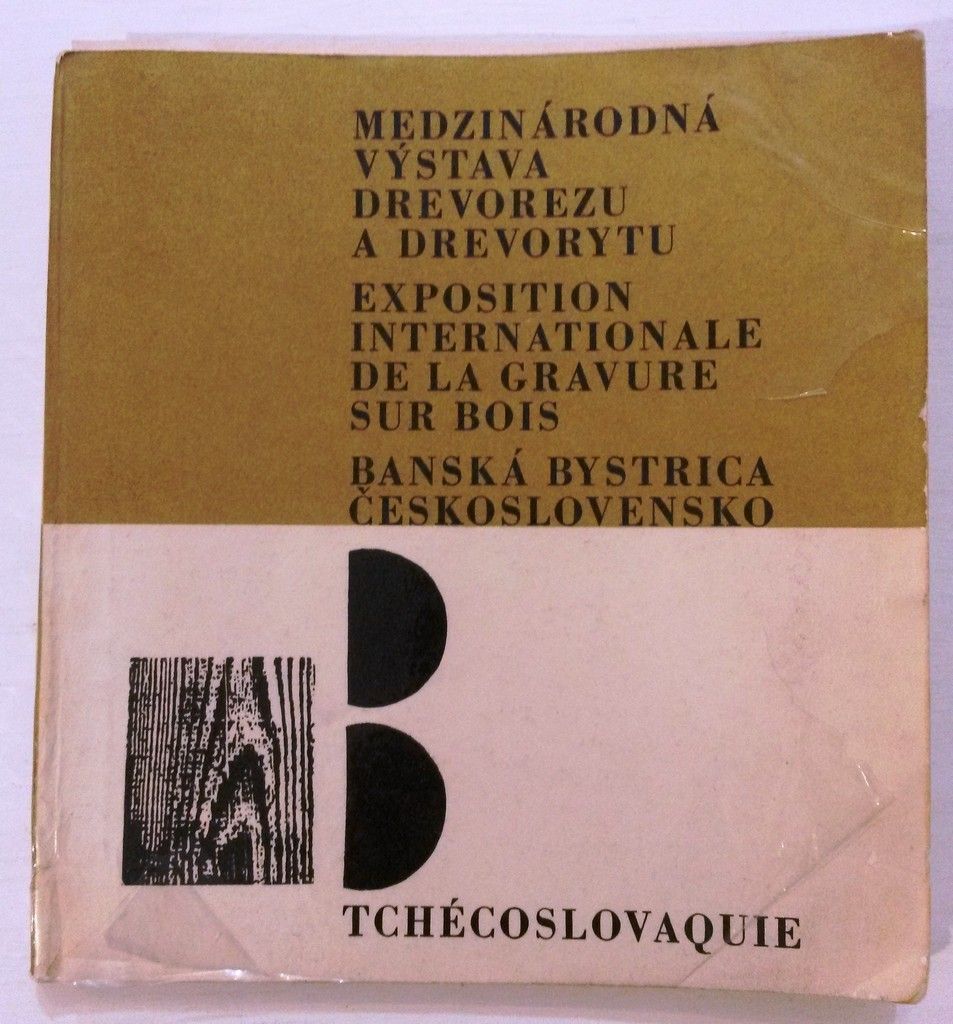 MEDZINÁRODNÁ
VÝSTAVA
DREVOREZU
A DREVORYTU
EXPOSITION
INTERNATIONALE
DE LA GRAVURE
SUR BOIS
BANSKÁ BYSTRICA
ČESKOSLOVENSKO
B
TCHÉCOSLOVAQUIE